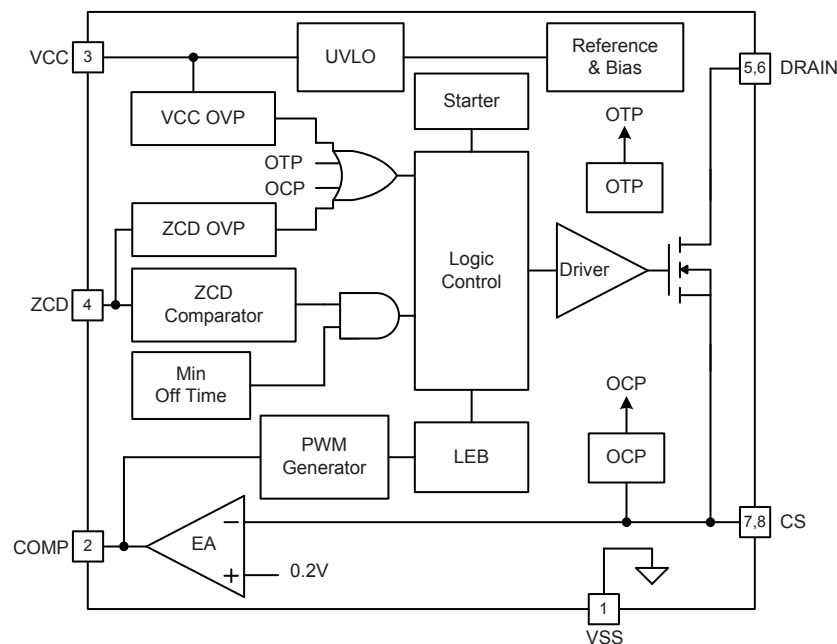 VCC
3
UVLO
Reference
& Bias
5,6
DRAIN
Starter
VCC OVP
OTP
OTP
OCP
OTP
ZCD OVP
Logic
Control
Driver
ZCD
4
ZCD
Comparator
Min
Off Time
OCP
PWM
Generator
LEB
OCP
COMP
2
EA
−
+
0.2V
7,8
CS
1
VSS